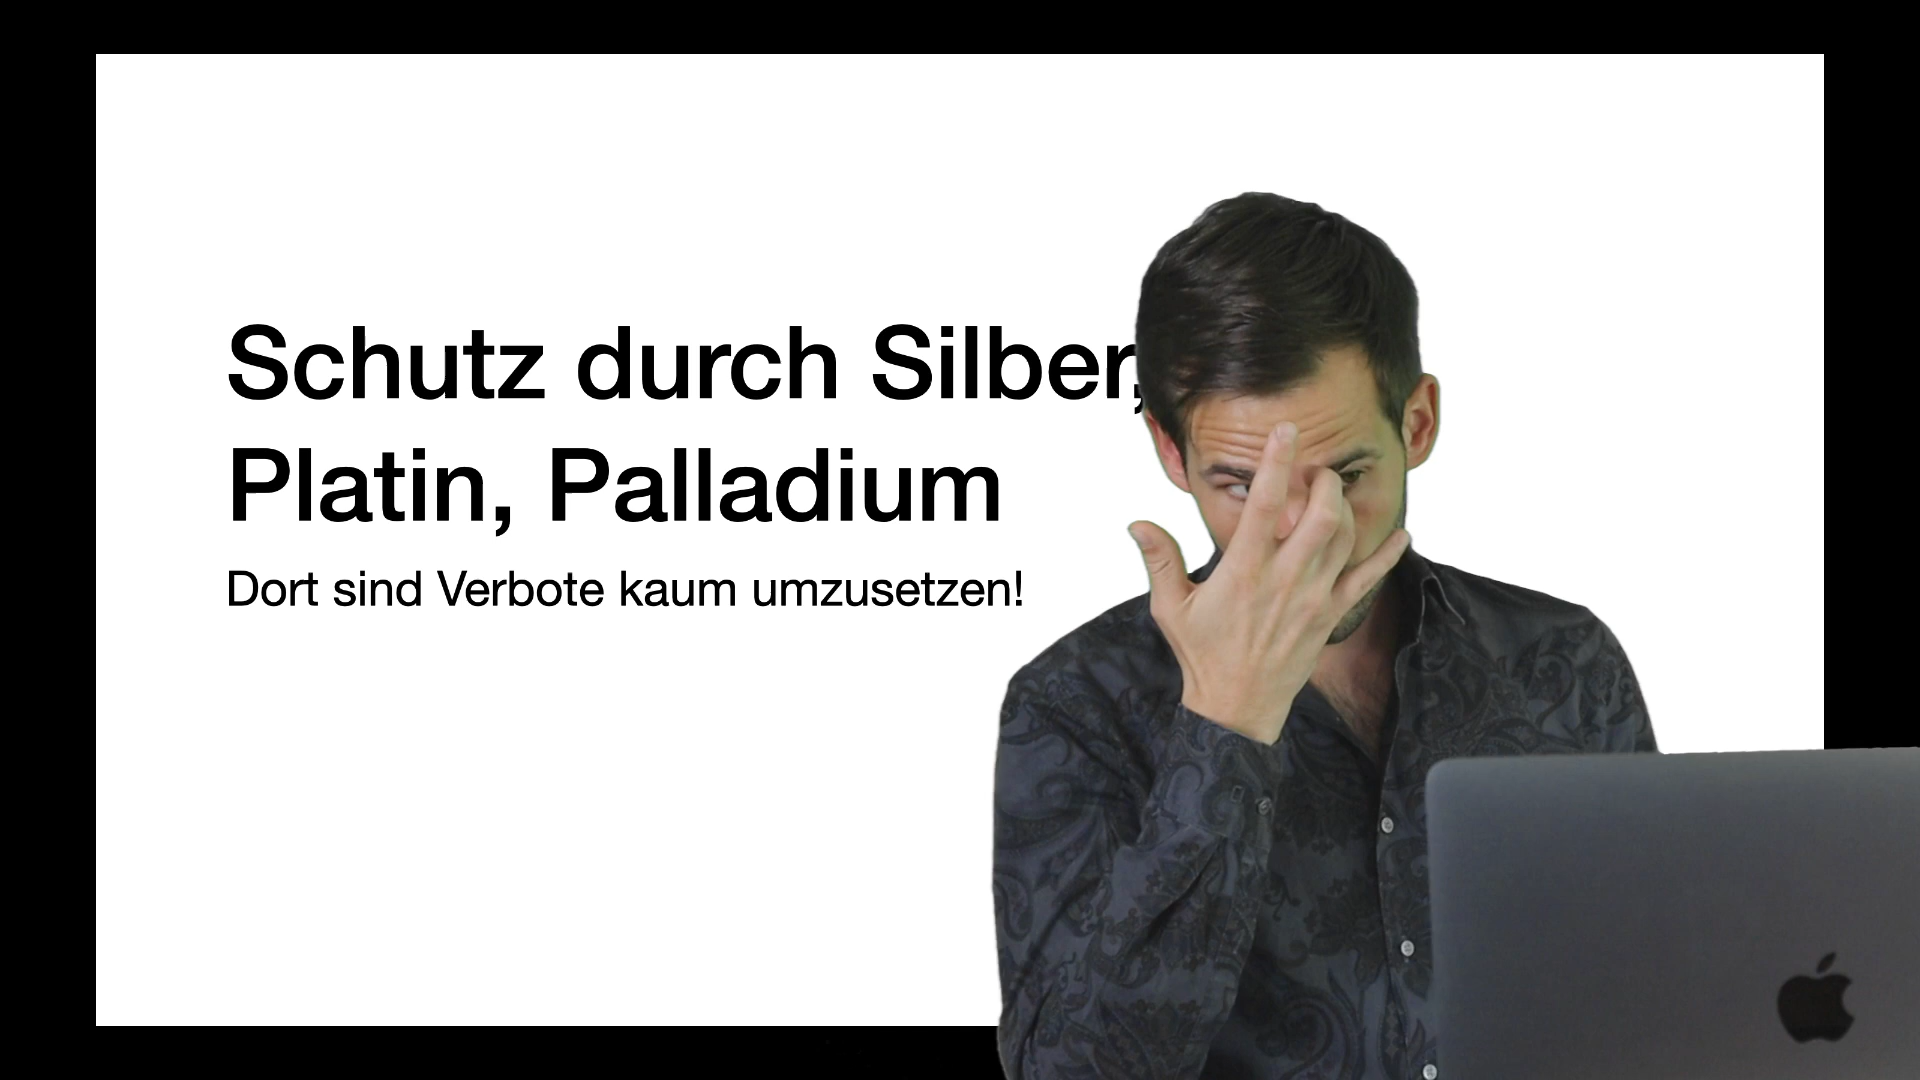 Schutz durch Silber,
Platin, Palladium
Dort sind Verbote kaum umzusetzen!